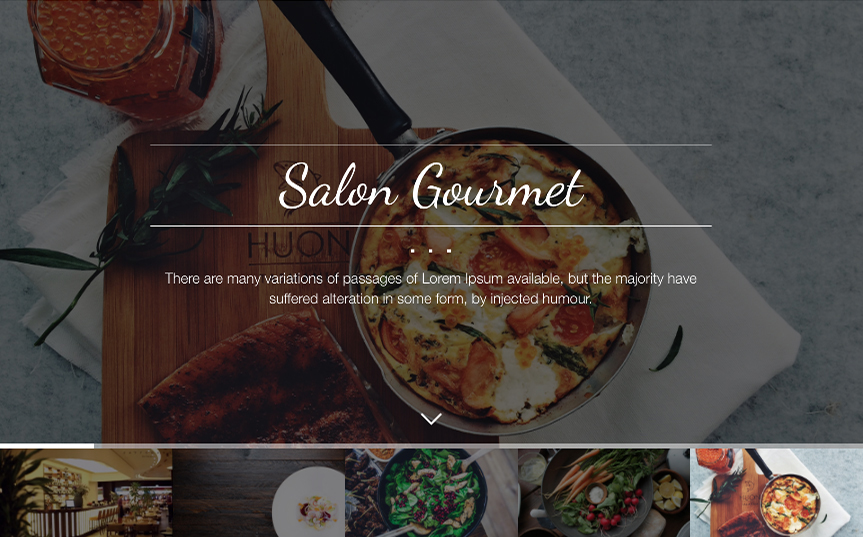 Salon Gourmet
HUON
There are many variations of passages of Lorem Ipsum available, but the majority have
suffered alteration in some form, by injected humour.